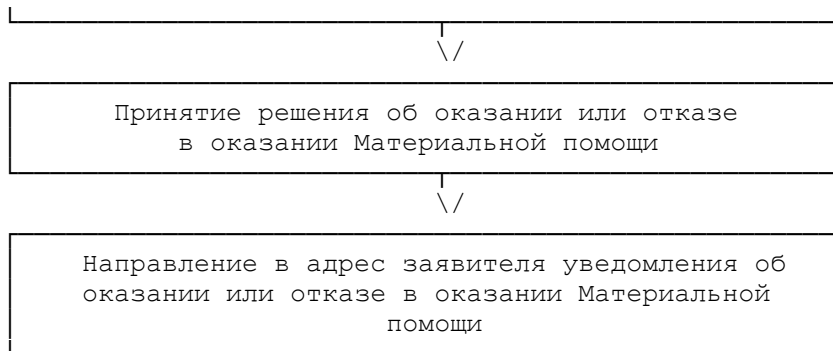 Принятие решения об оказании или отказе
в оказании Материальной помощи
Направление в адрес заявителя уведомления об
оказании или отказе в оказании Материальной
помощи